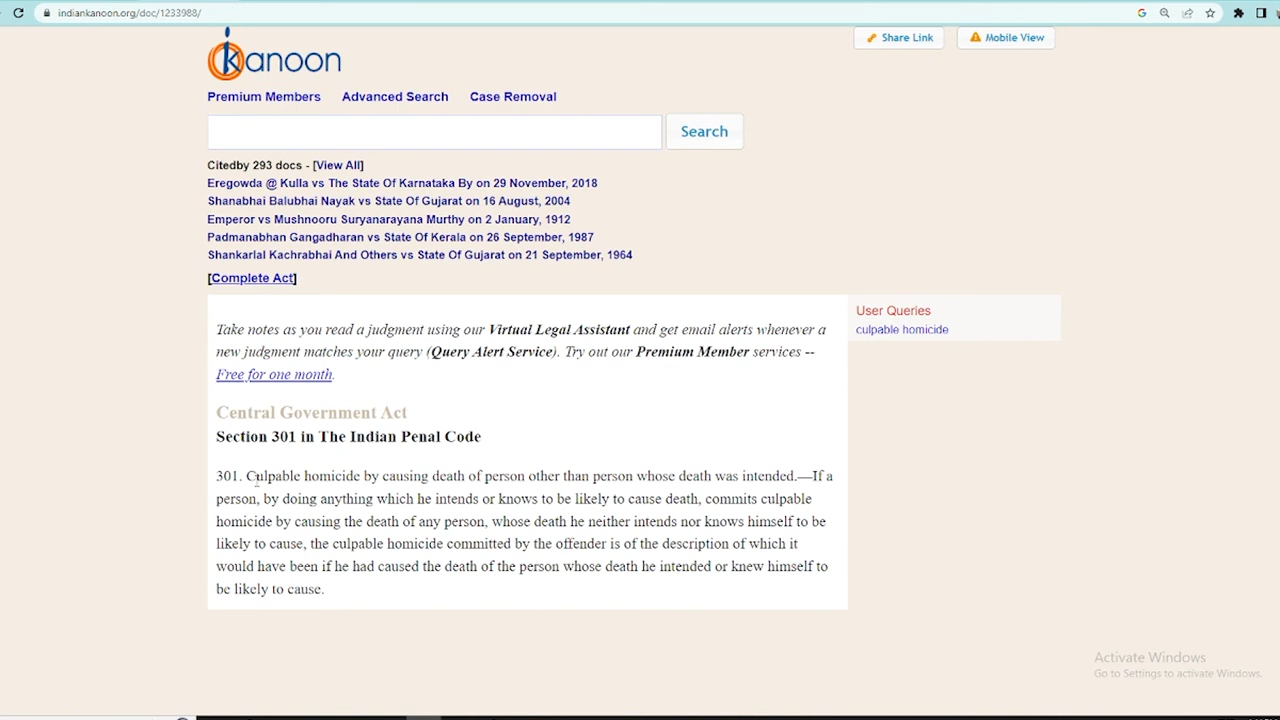 indiankanoon.org/doc/1233988/
Share Link
Mobile View
kanoon
Premium Members Advanced Search Case Removal
Search
Citedby 293 docs - [View All]
Eregowda @ Kulla vs The State Of Karnataka By on 29 November, 2018
Shanabhai Balubhai Nayak vs State Of Gujarat on 16 August, 2004
Emperor vs Mushnooru Suryanarayana Murthy on 2 January, 1912
Padmanabhan Gangadharan vs State Of Kerala on 26 September, 1987
Shankarlal Kachrabhai And Others vs State Of Gujarat on 21 September, 1964
[Complete Act]
Take notes as you read a judgment using our Virtual Legal Assistant and get email alerts whenever a
new judgment matches your query (Query Alert Service). Try out our Premium Member services --
Free for one month.
Central Government Act
Section 301 in The Indian Penal Code
301. Culpable homicide by causing death of person other than person whose death was intended.—If a
person, by doing anything which he intends or knows to be likely to cause death, commits culpable
homicide by causing the death of any person, whose death he neither intends nor knows himself to be
likely to cause, the culpable homicide committed by the offender is of the description of which it
would have been if he had caused the death of the person whose death he intended or knew himself to
be likely to cause.
User Queries
culpable homicide
Activate Windows
Go to Settings to activate Windows.